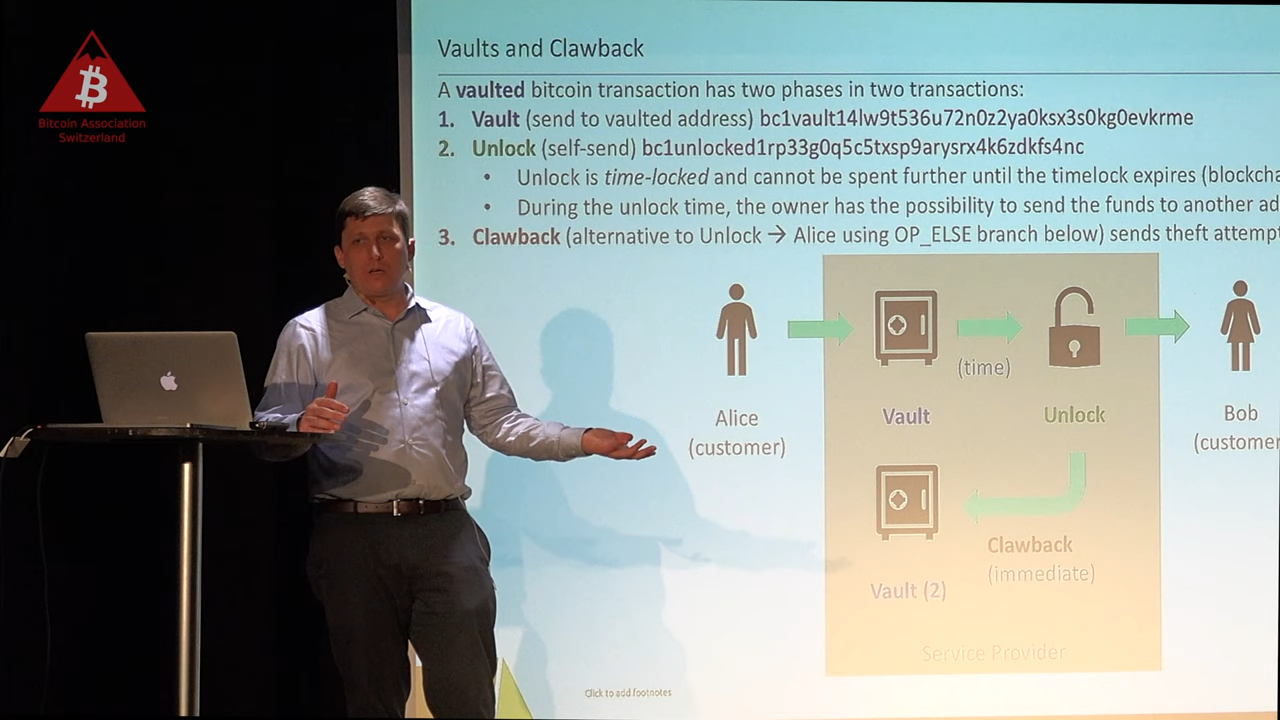 Bitcoin Association
Switzerland
Vaults and Clawback
A vaulted bitcoin transaction has two phases in two transactions:
1. Vault (send to vaulted address) bc1vault14lw9t536u72n0z2ya0ksx3s0kg0evkrme
2. Unlock (self-send) bc1unlocked1rp33g0q5c5txsp9arysrx4k6zdkfs4nc
• Unlock is time-locked and cannot be spent further until the timelock expires (blockcha
• During the unlock time, the owner has the possibility to send the funds to another ad
3. Clawback (alternative to Unlock → Alice using OP_ELSE branch below) sends theft attempt
(time)
Alice
(customer)
Vault
Unlock
Bob
(customer
Clawback
(immediate)
Vault (2)
Service Provider
Click to add footnotes